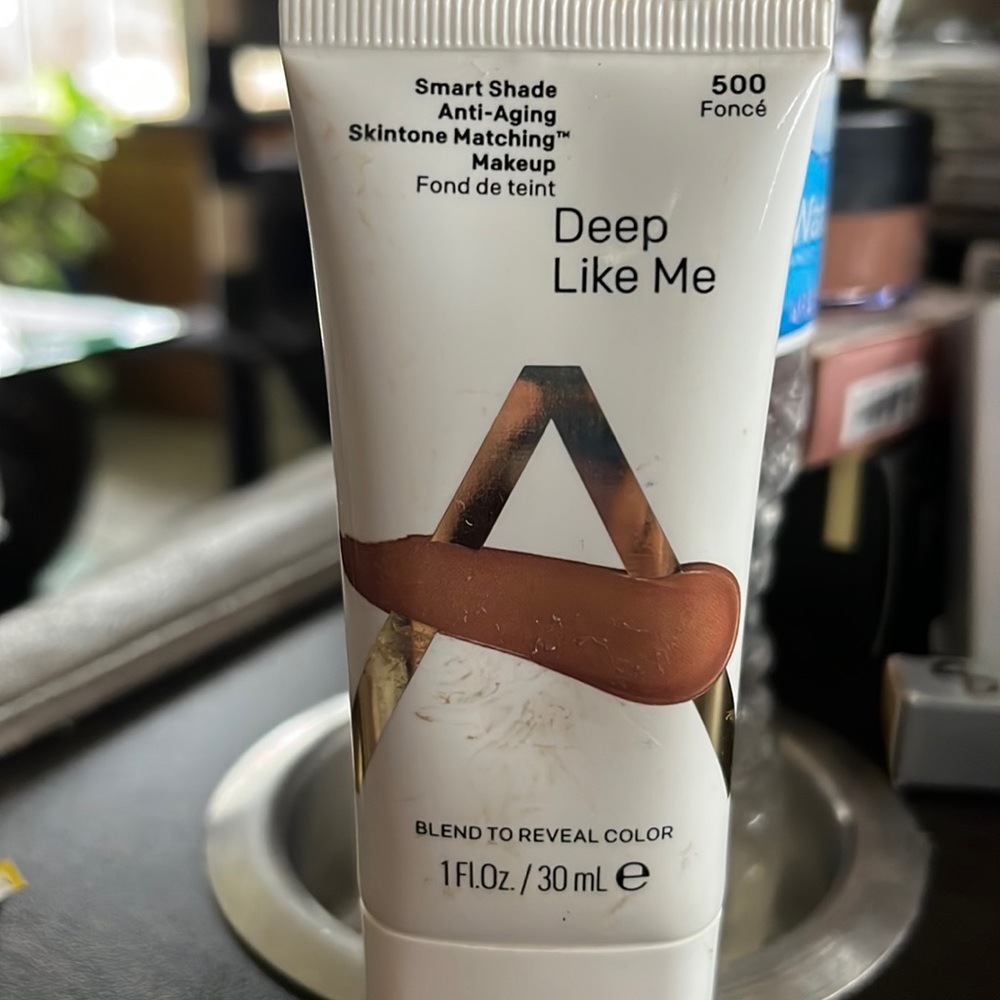 Smart Shade
Anti-Aging
Skintone Matching™
Makeup
Fond de teint
500
Foncé
Deep
Like Me
A
BLEND TO REVEAL COLOR
1 Fl.Oz. / 30 mL ℮